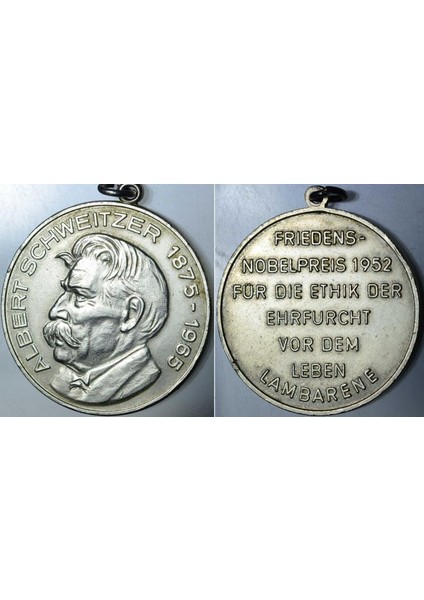 ALBERT SCHWEITZER 1875-1965
FRIEDENS-
NOBELPREIS 1952
FÜR DIE ETHIK DER
EHRFURCHT
VOR DEM
LEBEN
LAMBARENE